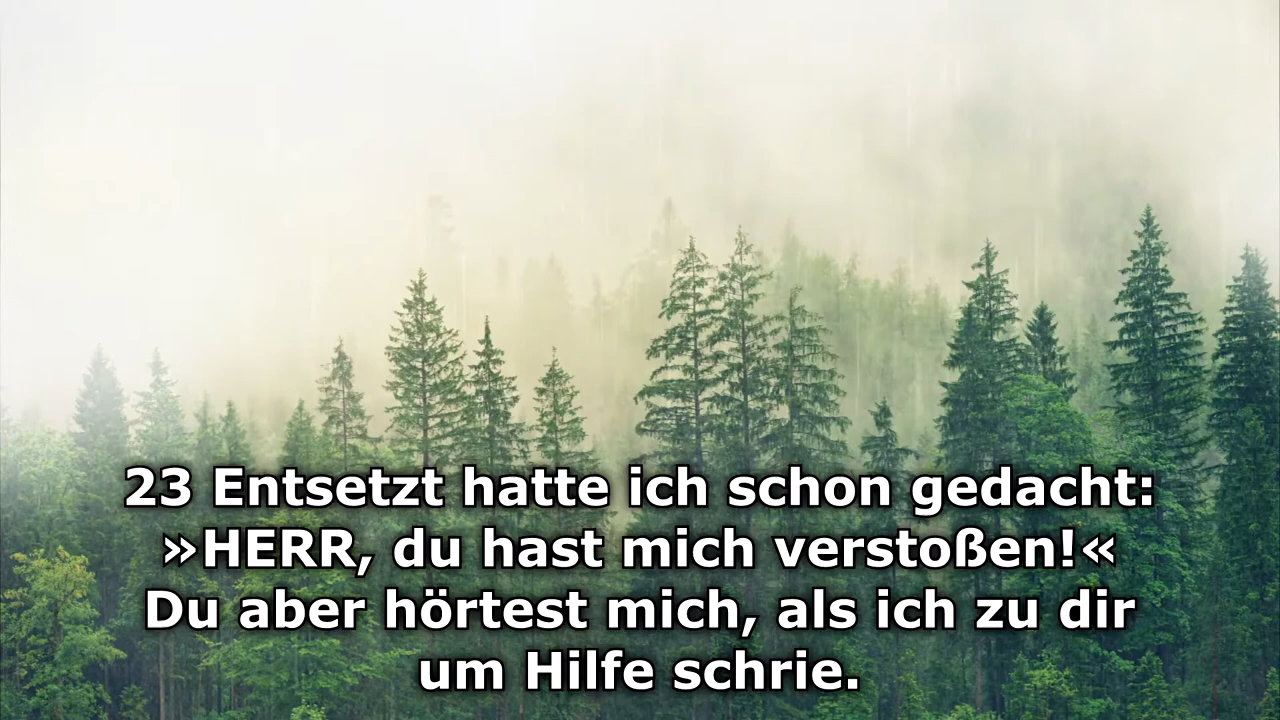 23 Entsetzt hatte ich schon gedacht:
»HERR, du hast mich verstoßen!«
Du aber hörtest mich, als ich zu dir
um Hilfe schrie.